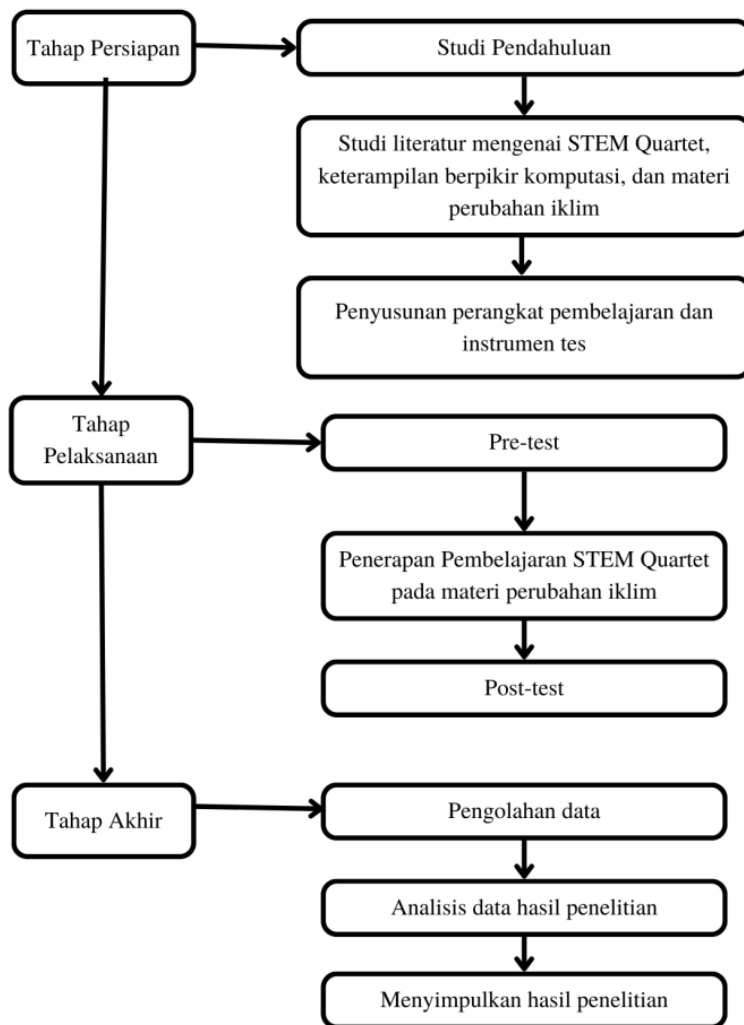 Tahap Persiapan
Studi Pendahuluan
Studi literatur mengenai STEM Quartet,
keterampilan berpikir komputasi, dan materi
perubahan iklim
Penyusunan perangkat pembelajaran dan
instrumen tes
Tahap
Pelaksanaan
Pre-test
Penerapan Pembelajaran STEM Quartet
pada materi perubahan iklim
Post-test
Tahap Akhir
Pengolahan data
Analisis data hasil penelitian
Menyimpulkan hasil penelitian